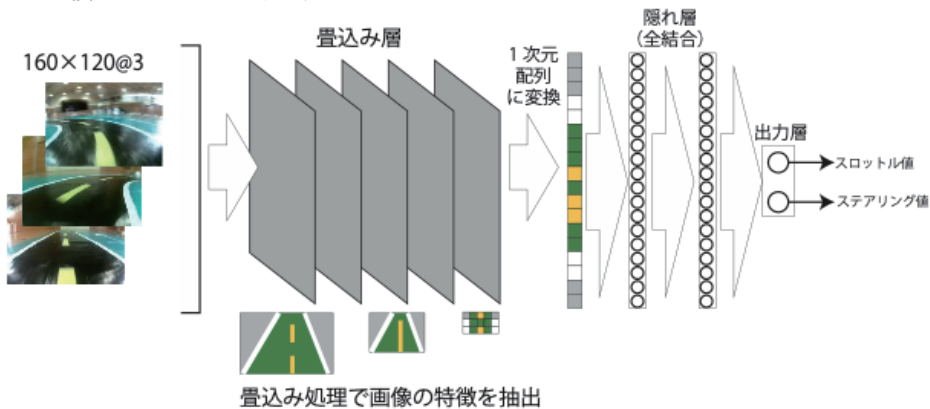 160×120@3
畳込み層
1次元
配列
に変換
隠れ層
(全結合)
出力層
スロットル値
ステアリング値
畳込み処理で画像の特徴を抽出